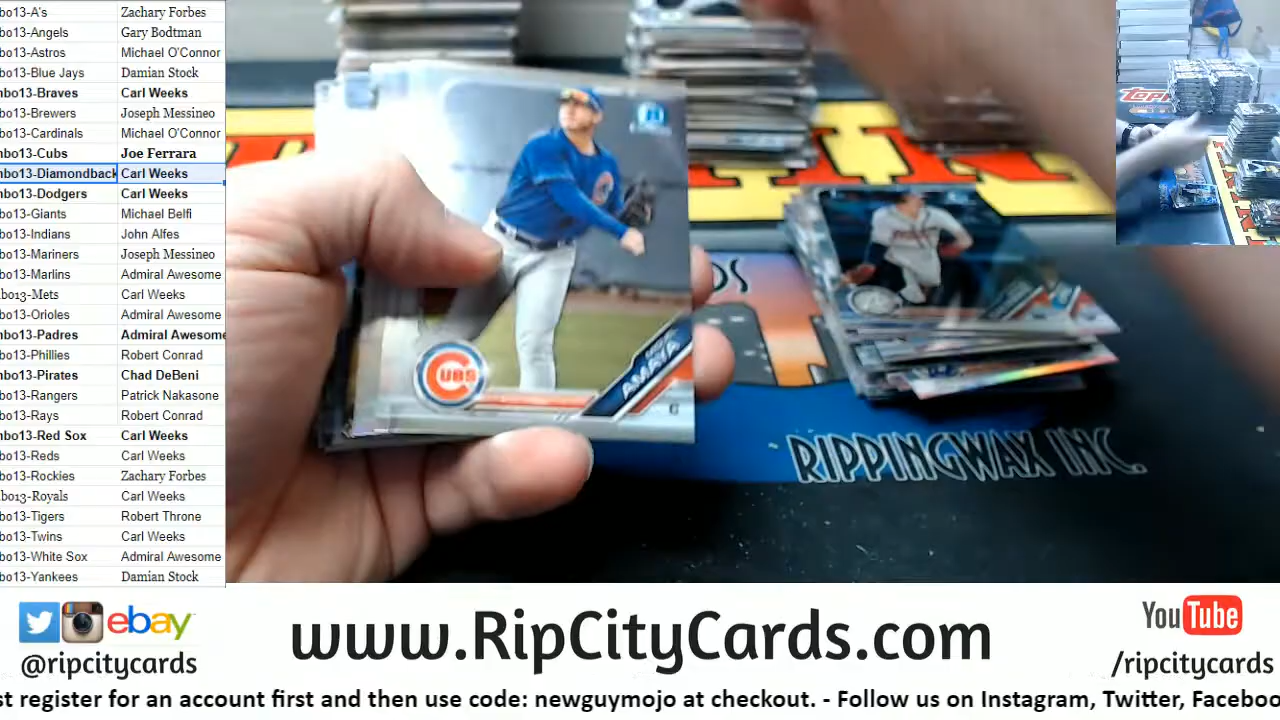 bo13-A's Zachary Forbes
bo13-Angels Gary Bodtman
bo13-Astros Michael O'Connor
bo13-Blue Jays Damian Stock
nbo13-Braves Carl Weeks
bo13-Brewers Joseph Messineo
bo13-Cardinals Michael O'Connor
nbo13-Cubs Joe Ferrara
nbo13-Diamondback Carl Weeks
nbo13-Dodgers Carl Weeks
bo13-Giants Michael Belfi
bo13-Indians John Alfes
bo13-Mariners Joseph Messineo
bo13-Marlins Admiral Awesome
nbo13-Mets Carl Weeks
bo13-Orioles Admiral Awesome
nbo13-Padres Admiral Awesome
bo13-Phillies Robert Conrad
nbo13-Pirates Chad DeBeni
bo13-Rangers Patrick Nakasone
bo13-Rays Robert Conrad
nbo13-Red Sox Carl Weeks
bo13-Reds Carl Weeks
bo13-Rockies Zachary Forbes
bo13-Royals Carl Weeks
bo13-Tigers Robert Throne
bo13-Twins Carl Weeks
bo13-White Sox Admiral Awesome
bo13-Yankees Damian Stock
CUBS
AMAYA
RIPPINGWAX INC.
TOPPS
ebay
@ripcitycards
www.RipCityCards.com
YouTube
/ripcitycards
st register for an account first and then use code: newguymojo at checkout. - Follow us on Instagram, Twitter, Faceboo